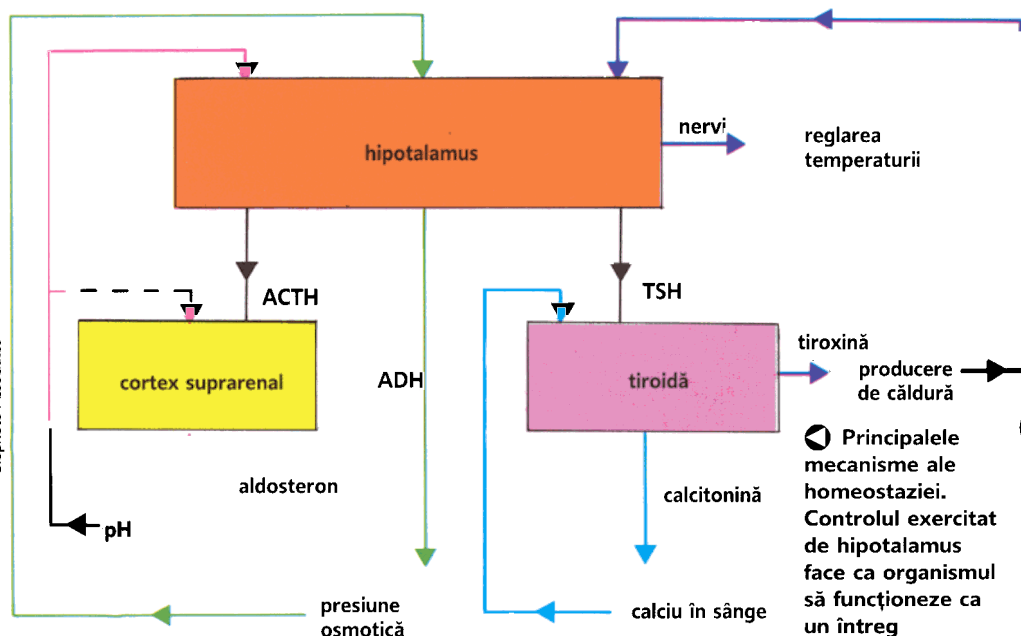 hipotalamus
nervi
reglarea
temperaturii
ACTH
TSH
cortex suprarenal
ADH
tiroidă
tiroxină
producere
de căldură
aldosteron
calcitonină
pH
presiune
osmotică
calciu în sânge
Principalele
mecanisme ale
homeostaziei.
Controlul exercitat
de hipotalamus
face ca organismul
să funcționeze ca
un întreg